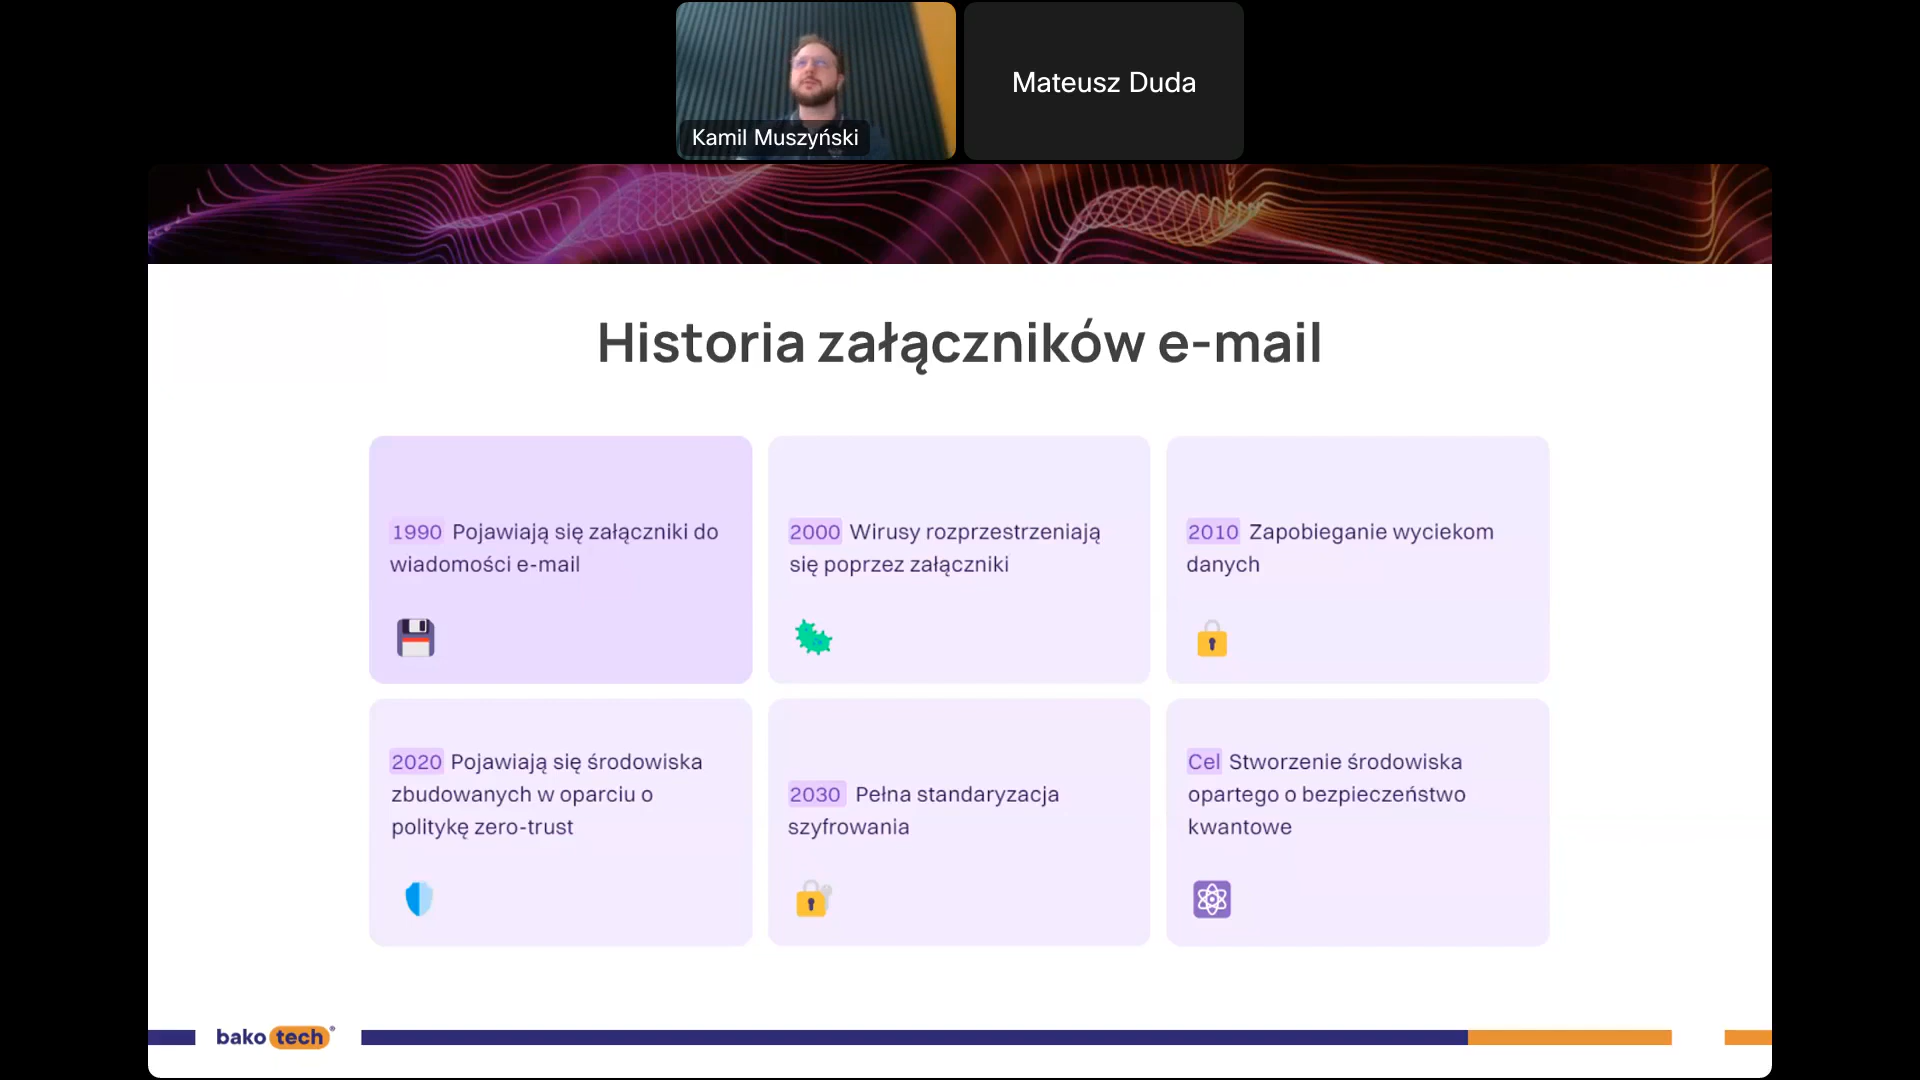 Kamil Muszyński
Mateusz Duda
Historia załączników e-mail
1990 Pojawiają się załączniki do
wiadomości e-mail
2000 Wirusy rozprzestrzeniają
się poprzez załączniki
2010 Zapobieganie wyciekom
danych
2020 Pojawiają się środowiska
zbudowanych w oparciu o
politykę zero-trust
2030 Pełna standaryzacja
szyfrowania
Cel Stworzenie środowiska
opartego o bezpieczeństwo
kwantowe
bako tech®